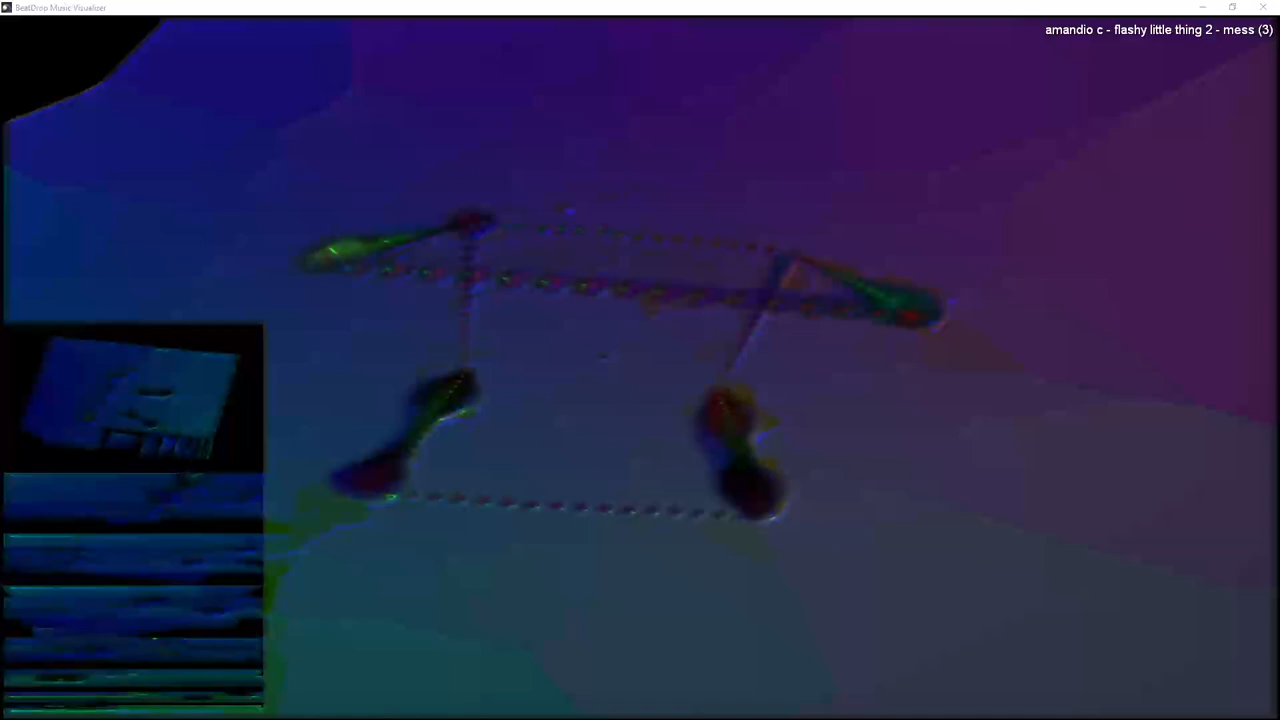 BeatDrop Music Visualizer
amandio c - flashy little thing 2 - mess (3)